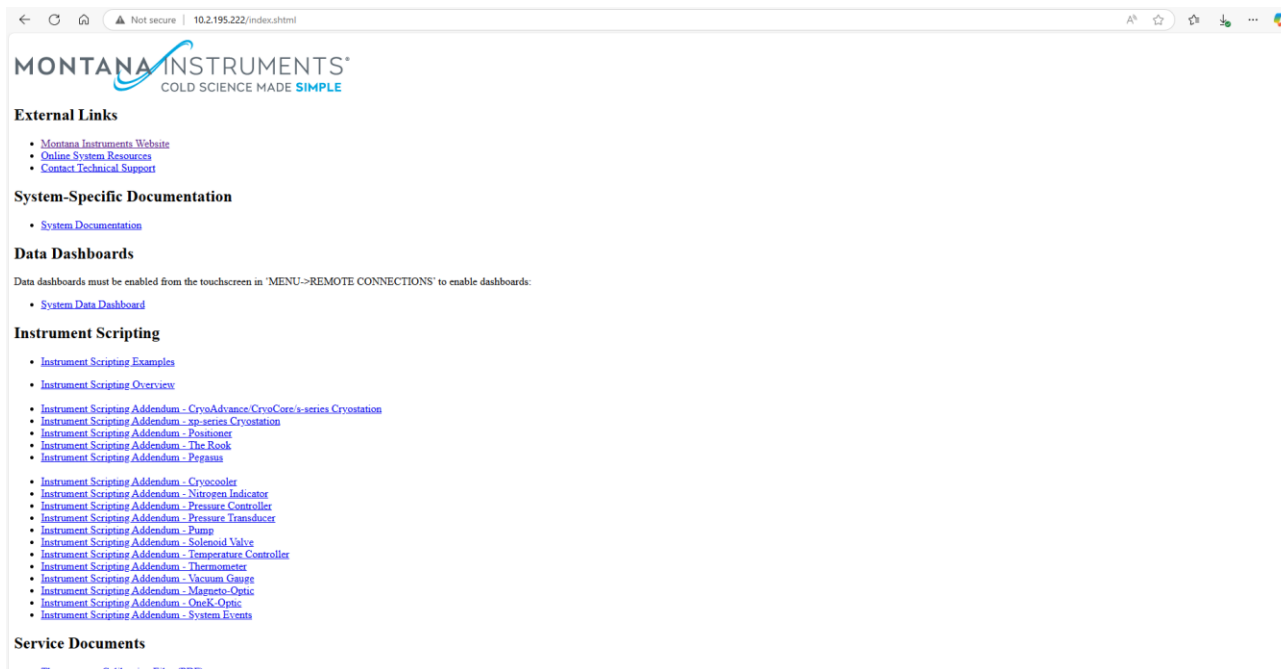 Not secure 10.2.195.222/index.shtml
MONTANA INSTRUMENTS®
COLD SCIENCE MADE SIMPLE
External Links
Montana Instruments Website
Online System Resources
Contact Technical Support
System-Specific Documentation
System Documentation
Data Dashboards
Data dashboards must be enabled from the touchscreen in 'MENU->REMOTE CONNECTIONS' to enable dashboards:
System Data Dashboard
Instrument Scripting
Instrument Scripting Examples
Instrument Scripting Overview
Instrument Scripting Addendum - CryoAdvance/CryoCore/s-series Cryostation
Instrument Scripting Addendum - xp-series Cryostation
Instrument Scripting Addendum - Positioner
Instrument Scripting Addendum - The Rook
Instrument Scripting Addendum - Pegasus
Instrument Scripting Addendum - Cryocooler
Instrument Scripting Addendum - Nitrogen Indicator
Instrument Scripting Addendum - Pressure Controller
Instrument Scripting Addendum - Pressure Transducer
Instrument Scripting Addendum - Pump
Instrument Scripting Addendum - Solenoid Valve
Instrument Scripting Addendum - Temperature Controller
Instrument Scripting Addendum - Thermometer
Instrument Scripting Addendum - Vacuum Gauge
Instrument Scripting Addendum - Magneto-Optic
Instrument Scripting Addendum - OneK-Optic
Instrument Scripting Addendum - System Events
Service Documents